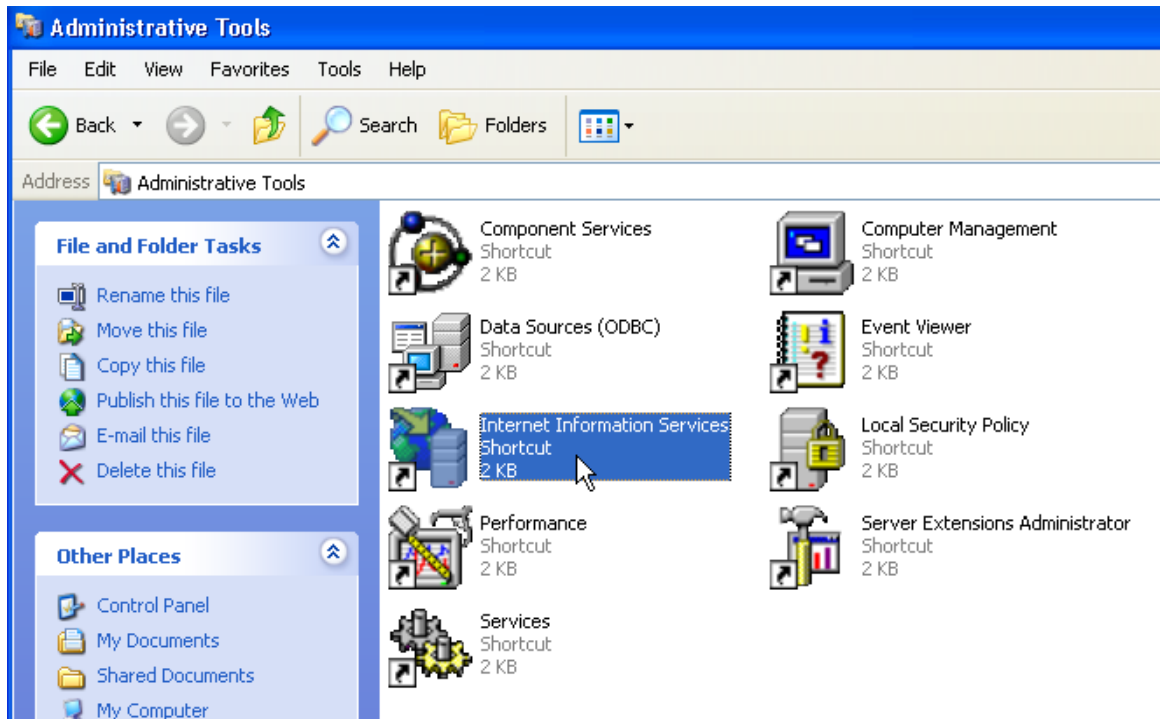 Administrative Tools
File Edit View Favorites Tools Help
Back Search Folders
Address Administrative Tools
File and Folder Tasks
Rename this file
Move this file
Copy this file
Publish this file to the Web
E-mail this file
Delete this file
Other Places
Control Panel
My Documents
Shared Documents
My Computer
Component Services
Shortcut
2 KB
Computer Management
Shortcut
2 KB
Data Sources (ODBC)
Shortcut
2 KB
Event Viewer
Shortcut
2 KB
Internet Information Services
Shortcut
2 KB
Local Security Policy
Shortcut
2 KB
Performance
Shortcut
2 KB
Server Extensions Administrator
Shortcut
2 KB
Services
Shortcut
2 KB